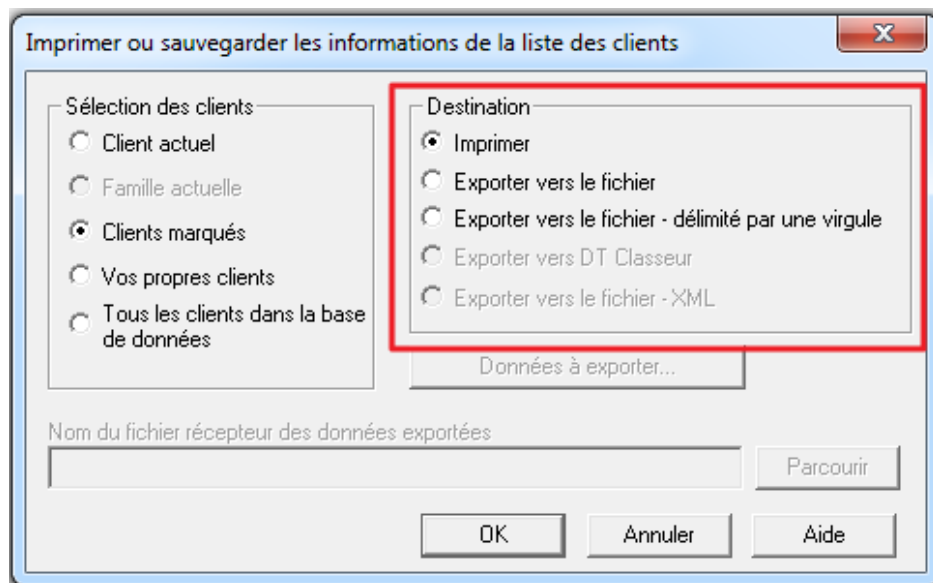 Imprimer ou sauvegarder les informations de la liste des clients
Sélection des clients
Client actuel
Famille actuelle
Clients marqués
Vos propres clients
Tous les clients dans la base
de données
Destination
Imprimer
Exporter vers le fichier
Exporter vers le fichier - délimité par une virgule
Exporter vers DT Classeur
Exporter vers le fichier - XML
Données à exporter...
Nom du fichier récepteur des données exportées
Parcourir
OK
Annuler
Aide